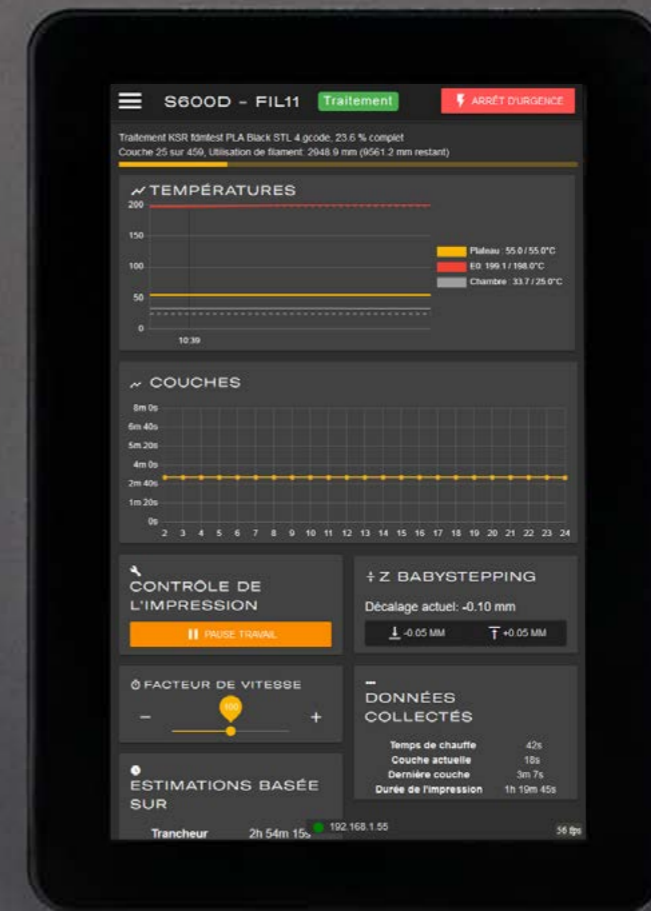 S600D - FIL11
Traitement
ARRÊT D'URGENCE
Traitement KSR fdmtest PLA Black STL 4.gcode, 23.6 % complet
Couche 25 sur 459, Utilisation de filament: 2948.9 mm (9561.2 mm restant)
TEMPÉRATURES
200
150
100
50
0
10:39
Plateau : 55.0 / 55.0°C
E0: 199.1 / 198.0°C
Chambre : 33.7 / 25.0°C
COUCHES
8m 0s
6m 40s
5m 20s
4m 0s
2m 40s
1m 20s
0s
2 3 4 5 6 7 8 9 10 11 12 13 14 15 16 17 18 19 20 21 22 23 24
CONTRÔLE DE
L'IMPRESSION
PAUSE TRAVAIL
Z BABYSTEPPING
Décalage actuel: -0.10 mm
-0.05 MM
+0.05 MM
FACTEUR DE VITESSE
100
DONNÉES
COLLECTÉS
Temps de chauffe 42s
Couche actuelle 18s
Dernière couche 3m 7s
Durée de l'impression 1h 19m 45s
ESTIMATIONS BASÉE
SUR
Trancheur 2h 54m 15s
192.168.1.55
56 fps